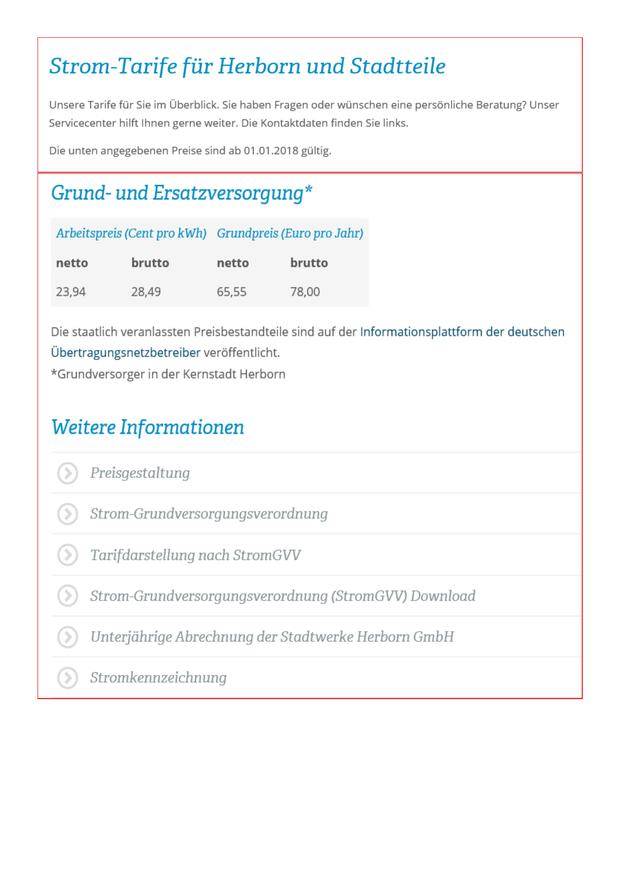 Strom-Tarife für Herborn und Stadtteile
Unsere Tarife für Sie im Überblick. Sie haben Fragen oder wünschen eine persönliche Beratung? Unser
Servicecenter hilft Ihnen gerne weiter. Die Kontaktdaten finden Sie links.
Die unten angegebenen Preise sind ab 01.01.2018 gültig.
Grund- und Ersatzversorgung*
Arbeitspreis (Cent pro kWh) Grundpreis (Euro pro Jahr)
netto brutto netto brutto
23,94 28,49 65,55 78,00
Die staatlich veranlassten Preisbestandteile sind auf der Informationsplattform der deutschen
Übertragungsnetzbetreiber veröffentlicht.
*Grundversorger in der Kernstadt Herborn
Weitere Informationen
Preisgestaltung
Strom-Grundversorgungsverordnung
Tarifdarstellung nach StromGVV
Strom-Grundversorgungsverordnung (StromGVV) Download
Unterjährige Abrechnung der Stadtwerke Herborn GmbH
Stromkennzeichnung